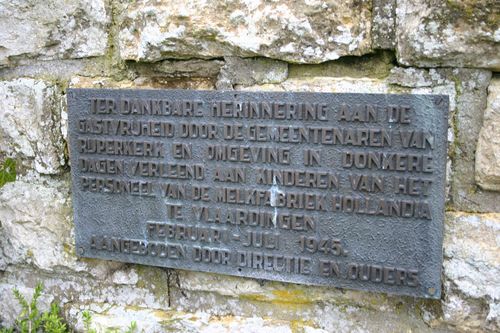 TER DANKBARE HERINNERING AAN DE
GASTVRIJHEID DOOR DE GEMEENTENAREN VAN
RIJPERKERK EN OMGEVING IN DONKERE
DAGEN VERLEEND AAN KINDEREN VAN HET
PERSONEEL VAN DE MELKFABRIEK HOLLANDIA
TE VLAARDINGEN
FEBRUARI - JULI 1945.
AANGEBODEN DOOR DIRECTIE EN OUDERS